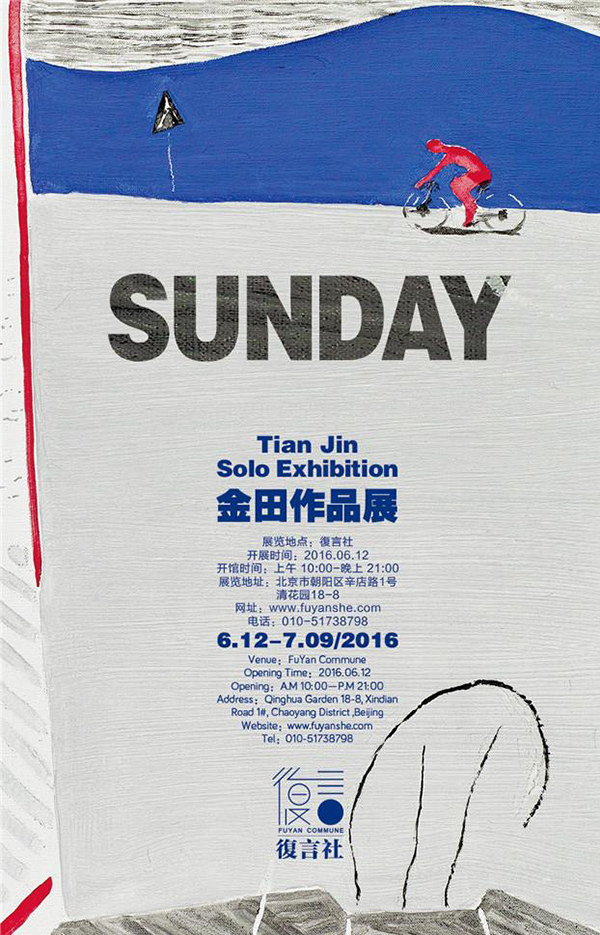 SUNDAY
Tian Jin
Solo Exhibition
金田作品展
展览地点：復言社
开展时间：2016.06.12
开馆时间：上午 10:00-晚上 21:00
展览地址：北京市朝阳区辛店路1号
清花园18-8
网址：www.fuyanshe.com
电话：010-51738798
6.12-7.09/2016
Venue：FuYan Commune
Opening Time：2016.06.12
Opening：A.M 10:00—P.M 21:00
Address：Qinghua Garden 18-8, Xindian
Road 1#, Chaoyang District ,Beijing
Website：www.fuyanshe.com
Tel：010-51738798
復言
FUYAN COMMUNE
復言社